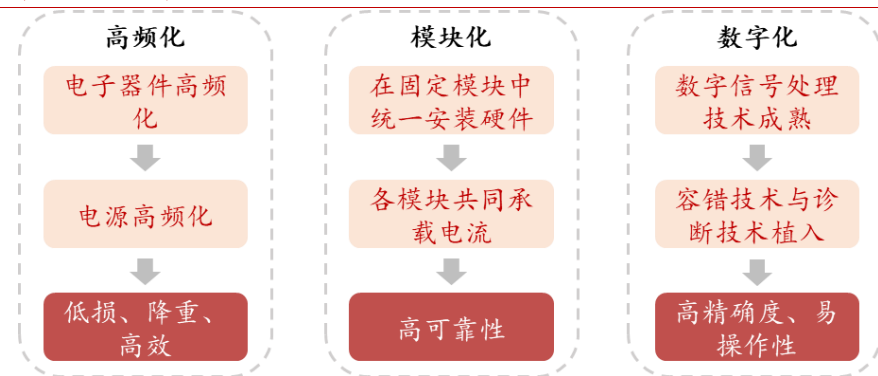 高频化
电子器件高频
化
电源高频化
低损、降重、
高效
模块化
在固定模块中
统一安装硬件
各模块共同承
载电流
高可靠性
数字化
数字信号处理
技术成熟
容错技术与诊
断技术植入
高精确度、易
操作性